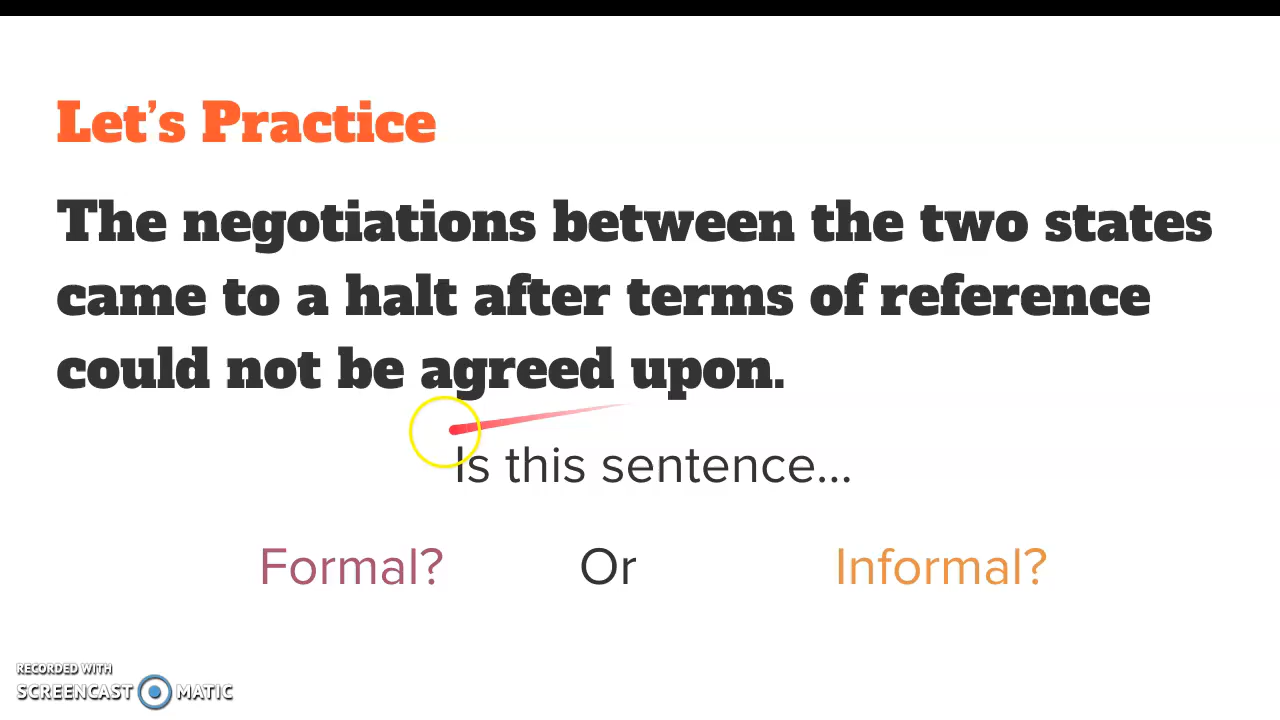 Let's Practice
The negotiations between the two states
came to a halt after terms of reference
could not be agreed upon.
Is this sentence...
Formal? Or Informal?
RECORDED WITH
SCREENCAST MATIC